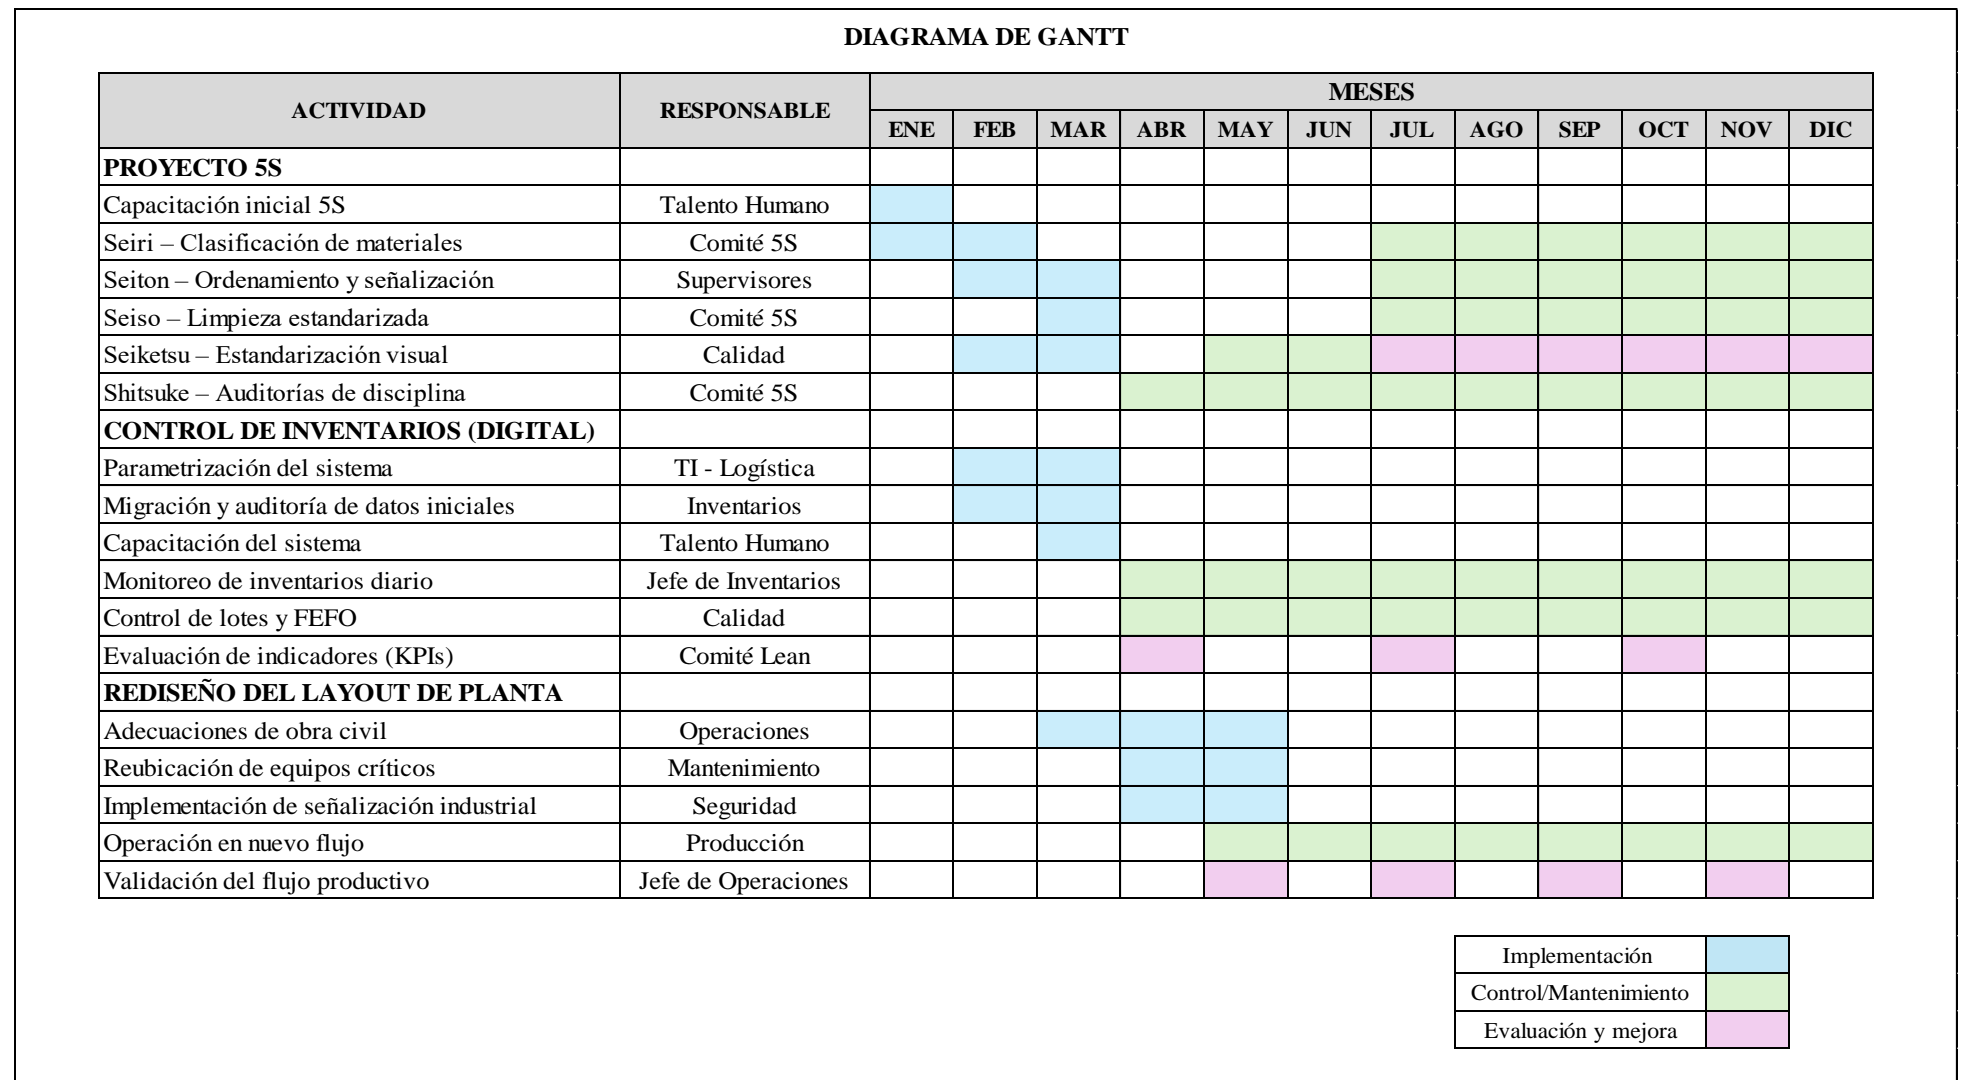 DIAGRAMA DE GANTT
ACTIVIDAD RESPONSABLE MESES
ENE FEB MAR ABR MAY JUN JUL AGO SEP OCT NOV DIC
PROYECTO 5S
Capacitación inicial 5S Talento Humano
Seiri – Clasificación de materiales Comité 5S
Seiton – Ordenamiento y señalización Supervisores
Seiso – Limpieza estandarizada Comité 5S
Seiketsu – Estandarización visual Calidad
Shitsuke – Auditorías de disciplina Comité 5S
CONTROL DE INVENTARIOS (DIGITAL)
Parametrización del sistema TI - Logística
Migración y auditoría de datos iniciales Inventarios
Capacitación del sistema Talento Humano
Monitoreo de inventarios diario Jefe de Inventarios
Control de lotes y FEFO Calidad
Evaluación de indicadores (KPIs) Comité Lean
REDISEÑO DEL LAYOUT DE PLANTA
Adecuaciones de obra civil Operaciones
Reubicación de equipos críticos Mantenimiento
Implementación de señalización industrial Seguridad
Operación en nuevo flujo Producción
Validación del flujo productivo Jefe de Operaciones
Implementación
Control/Mantenimiento
Evaluación y mejora